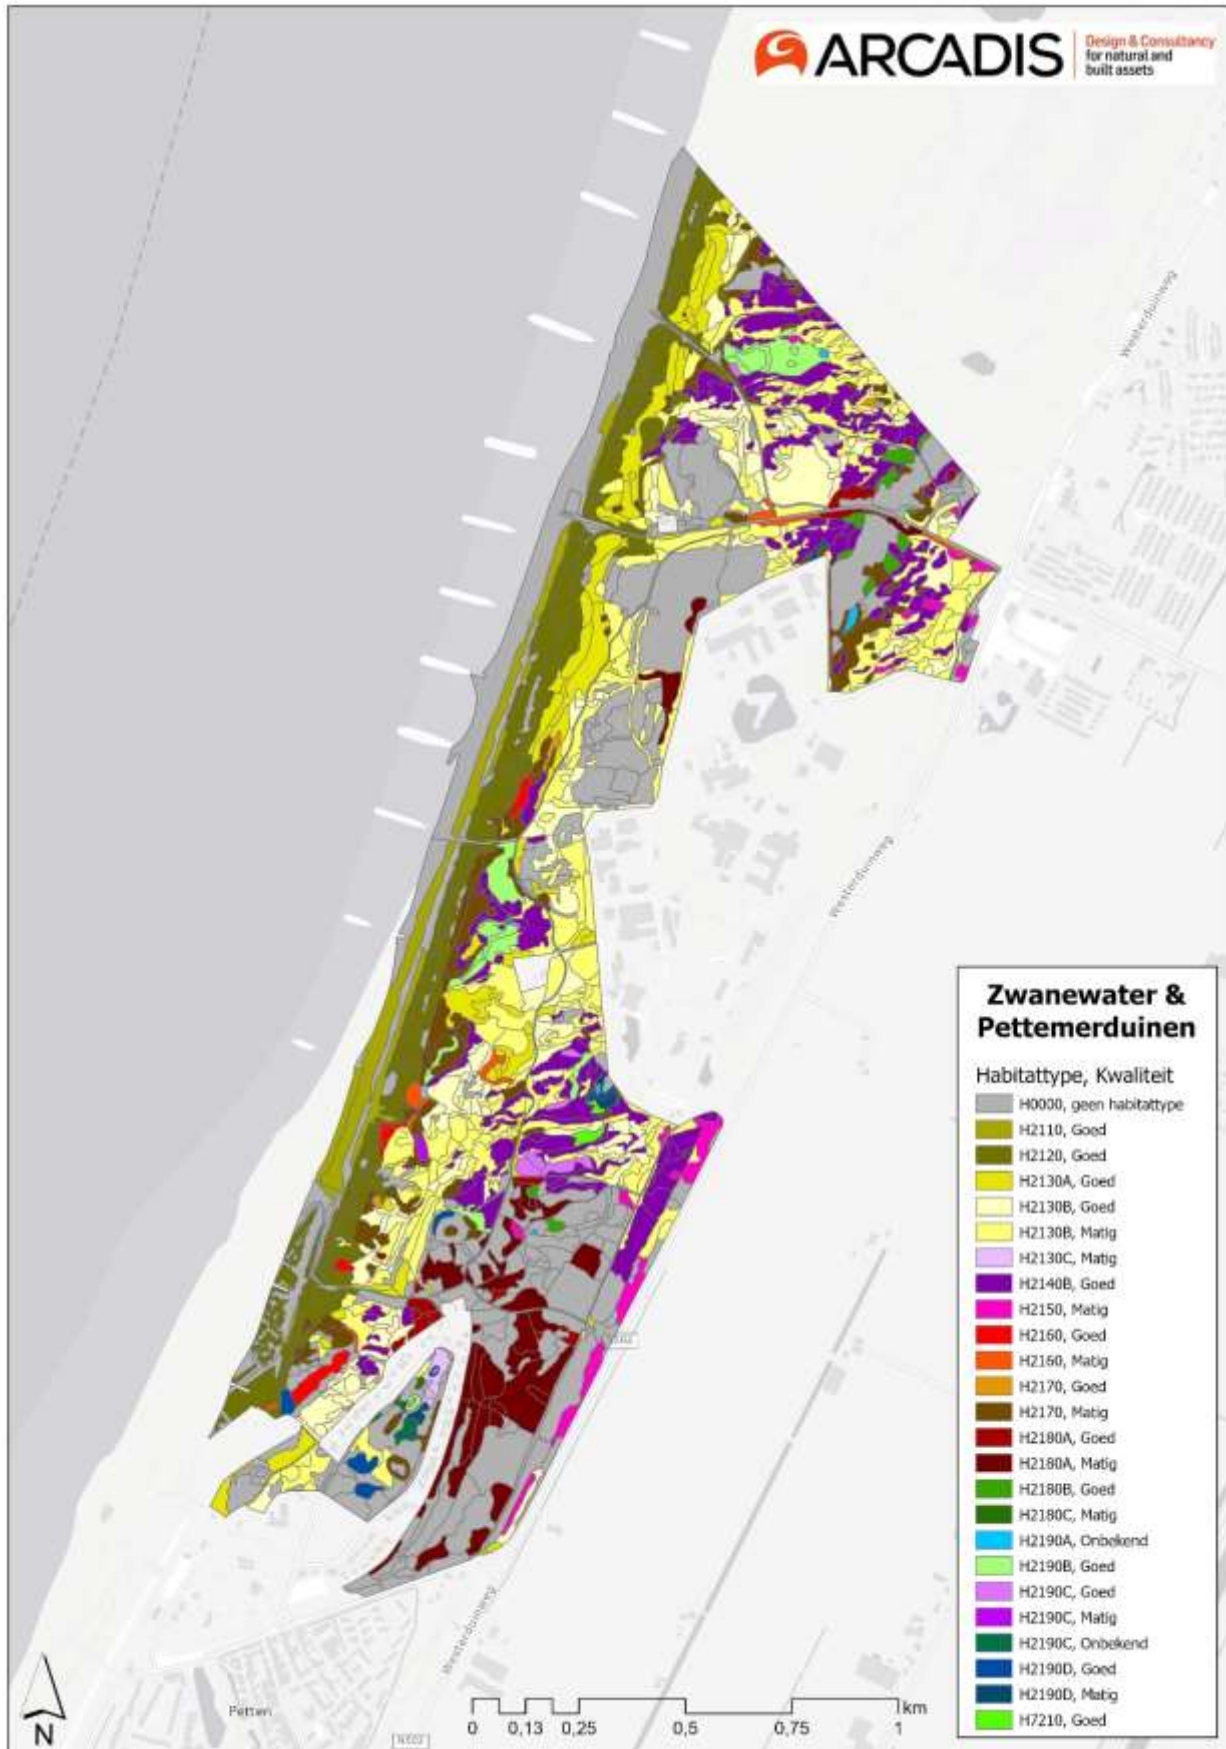 ARCADIS
Design & Consultancy
for natural and
built assets
Westerduinweg
Westerduinweg
Zwanewater &
Pettemerduinen
Habitattype, Kwaliteit
H0000, geen habitattype
H2110, Goed
H2120, Goed
H2130A, Goed
H2130B, Goed
H2130B, Matig
H2130C, Matig
H2140B, Goed
H2150, Matig
H2160, Goed
H2160, Matig
H2170, Goed
H2170, Matig
H2180A, Goed
H2180A, Matig
H2180B, Goed
H2180C, Matig
H2190A, Onbekend
H2190B, Goed
H2190C, Goed
H2190C, Matig
H2190C, Onbekend
H2190D, Goed
H2190D, Matig
H7210, Goed
Westerduinweg
Petten
N502
N
km
0 0,13 0,25 0,5 0,75 1